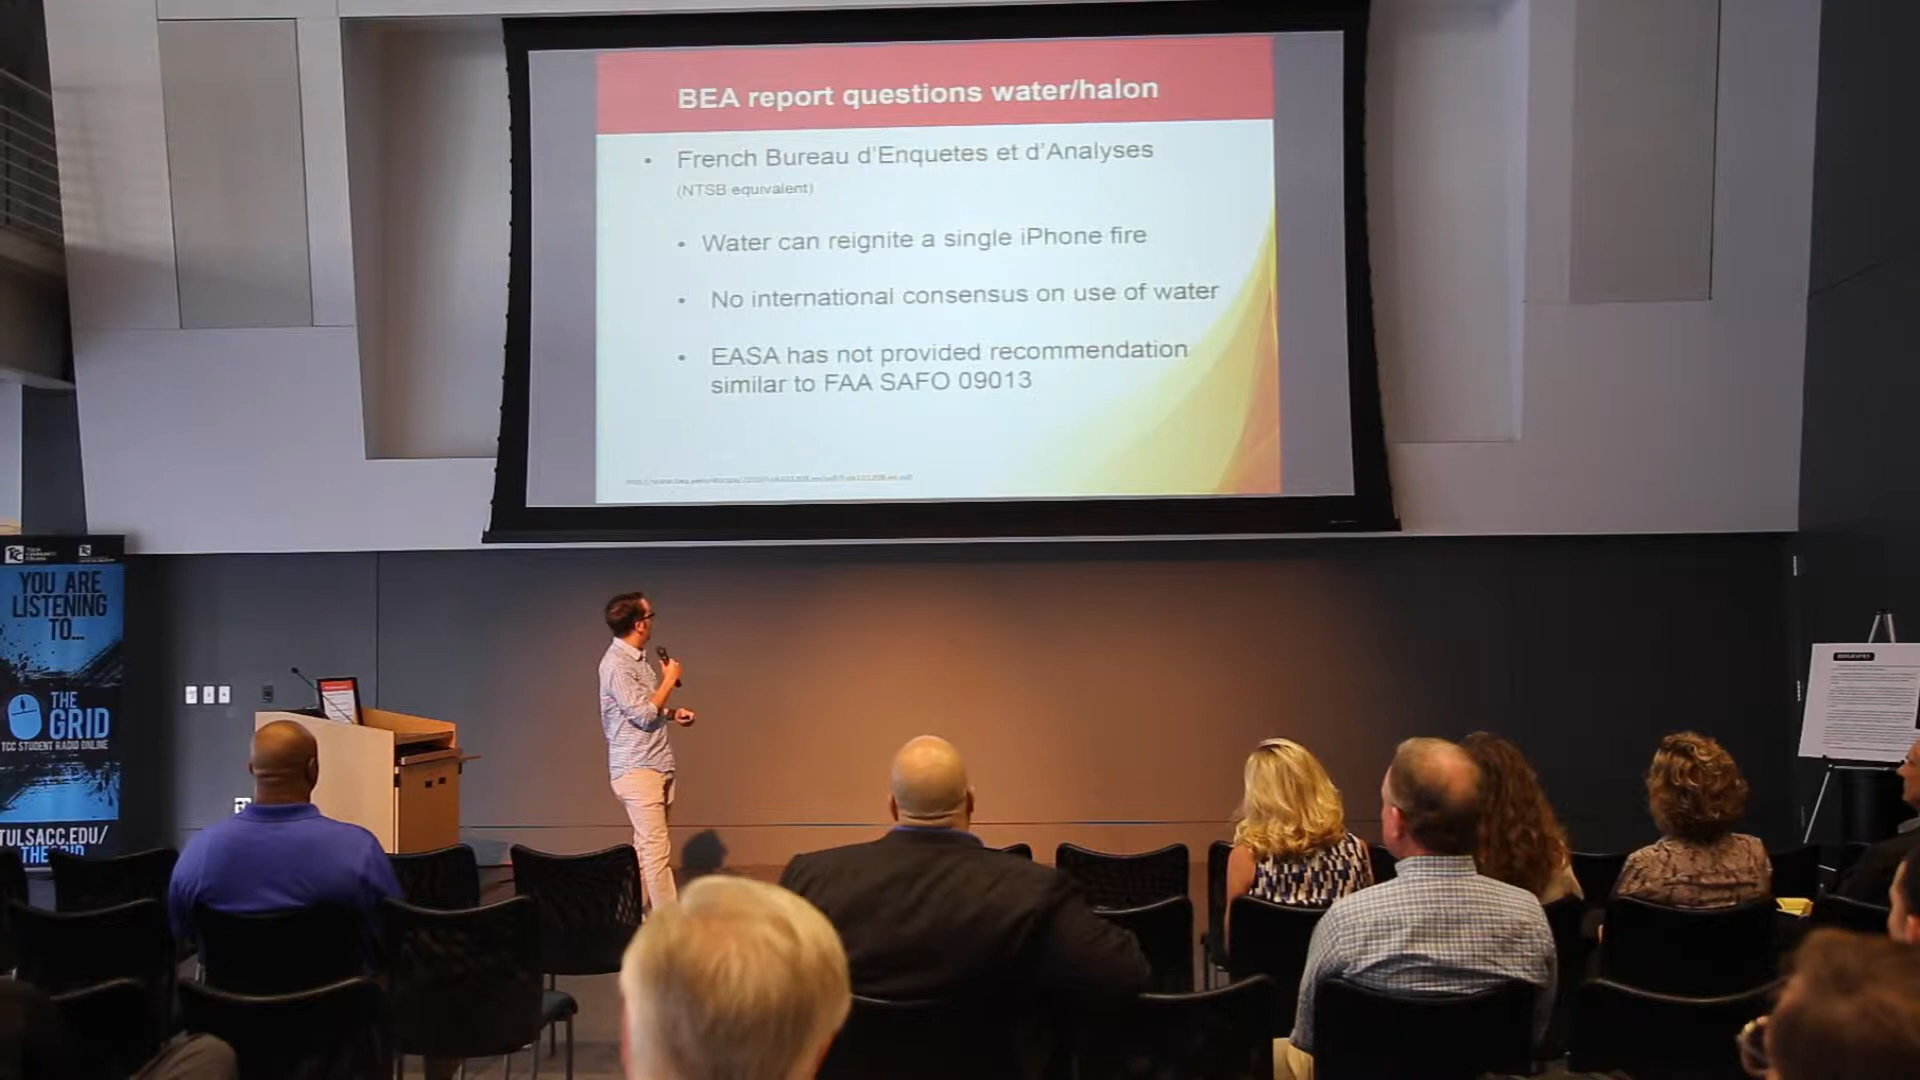 BEA report questions water/halon
• French Bureau d'Enquetes et d'Analyses
(NTSB equivalent)
• Water can reignite a single iPhone fire
• No international consensus on use of water
• EASA has not provided recommendation
similar to FAA SAFO 09013
YOU ARE
LISTENING
TO...
THE
GRID
TCC STUDENT RADIO ONLINE
TULSACC.EDU/
THEGRID